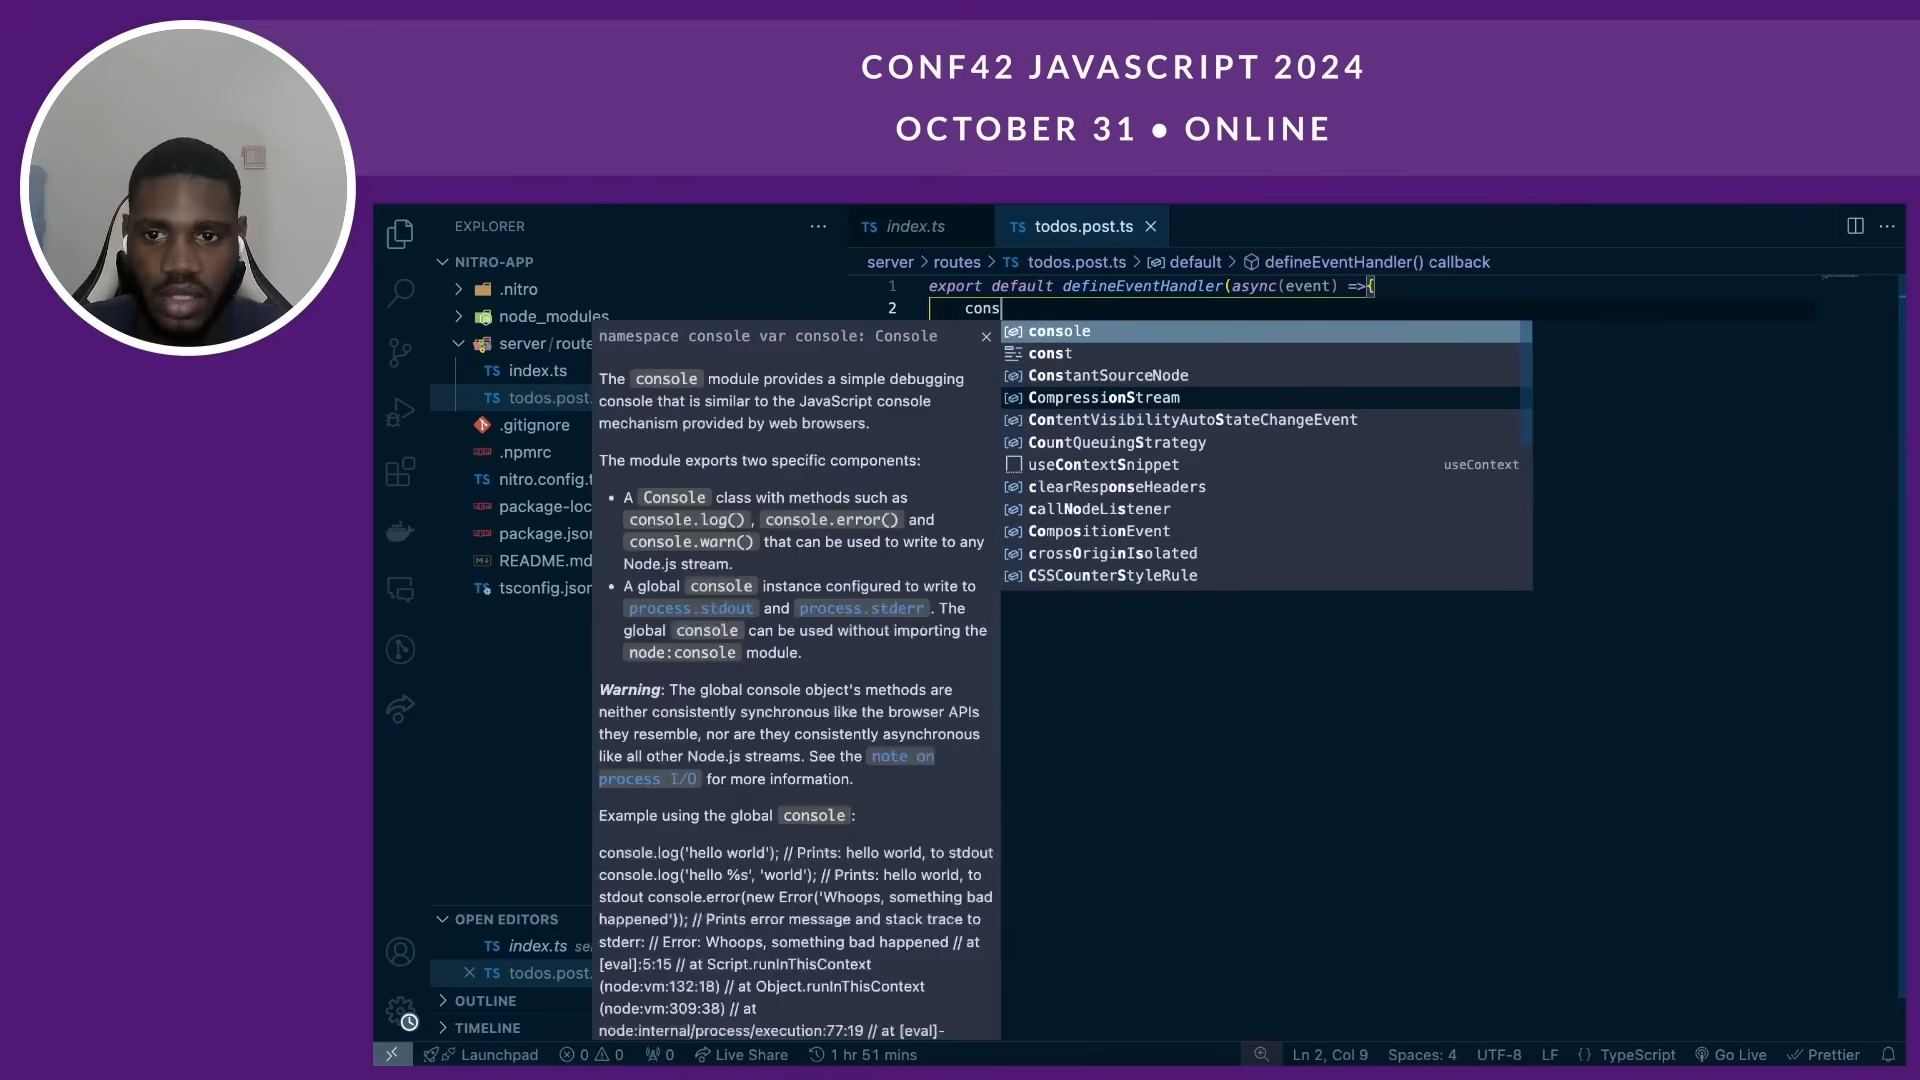 CONF42 JAVASCRIPT 2024
OCTOBER 31 • ONLINE
EXPLORER
NITRO-APP
.nitro
node_modules
server/route
TS index.ts
TS todos.post.
.gitignore
.npmrc
TS nitro.config.t
package-loc
package.jsor
README.md
tsconfig.jsor
OPEN EDITORS
TS index.ts se
TS todos.post.
OUTLINE
TIMELINE
TS index.ts
TS todos.post.ts
server > routes > TS todos.post.ts > default > defineEventHandler() callback
1 export default defineEventHandler(async(event) =>{
2 cons
namespace console var console: Console
The console module provides a simple debugging
console that is similar to the JavaScript console
mechanism provided by web browsers.
The module exports two specific components:
• A Console class with methods such as
console.log() , console.error() and
console.warn() that can be used to write to any
Node.js stream.
• A global console instance configured to write to
process.stdout and process.stderr . The
global console can be used without importing the
node:console module.
Warning: The global console object's methods are
neither consistently synchronous like the browser APIs
they resemble, nor are they consistently asynchronous
like all other Node.js streams. See the note on
process I/O for more information.
Example using the global console :
console.log('hello world'); // Prints: hello world, to stdout
console.log('hello %s', 'world'); // Prints: hello world, to
stdout console.error(new Error('Whoops, something bad
happened')); // Prints error message and stack trace to
stderr: // Error: Whoops, something bad happened // at
[eval]:5:15 // at Script.runInThisContext
(node:vm:132:18) // at Object.runInThisContext
(node:vm:309:38) // at
node:internal/process/execution:77:19 // at [eval]-
console
const
ConstantSourceNode
CompressionStream
ContentVisibilityAutoStateChangeEvent
CountQueuingStrategy
useContextSnippet useContext
clearResponseHeaders
callNodeListener
CompositionEvent
crossOriginIsolated
CSSCounterStyleRule
Launchpad 0 0 0 Live Share 1 hr 51 mins Ln 2, Col 9 Spaces: 4 UTF-8 LF {} TypeScript Go Live Prettier